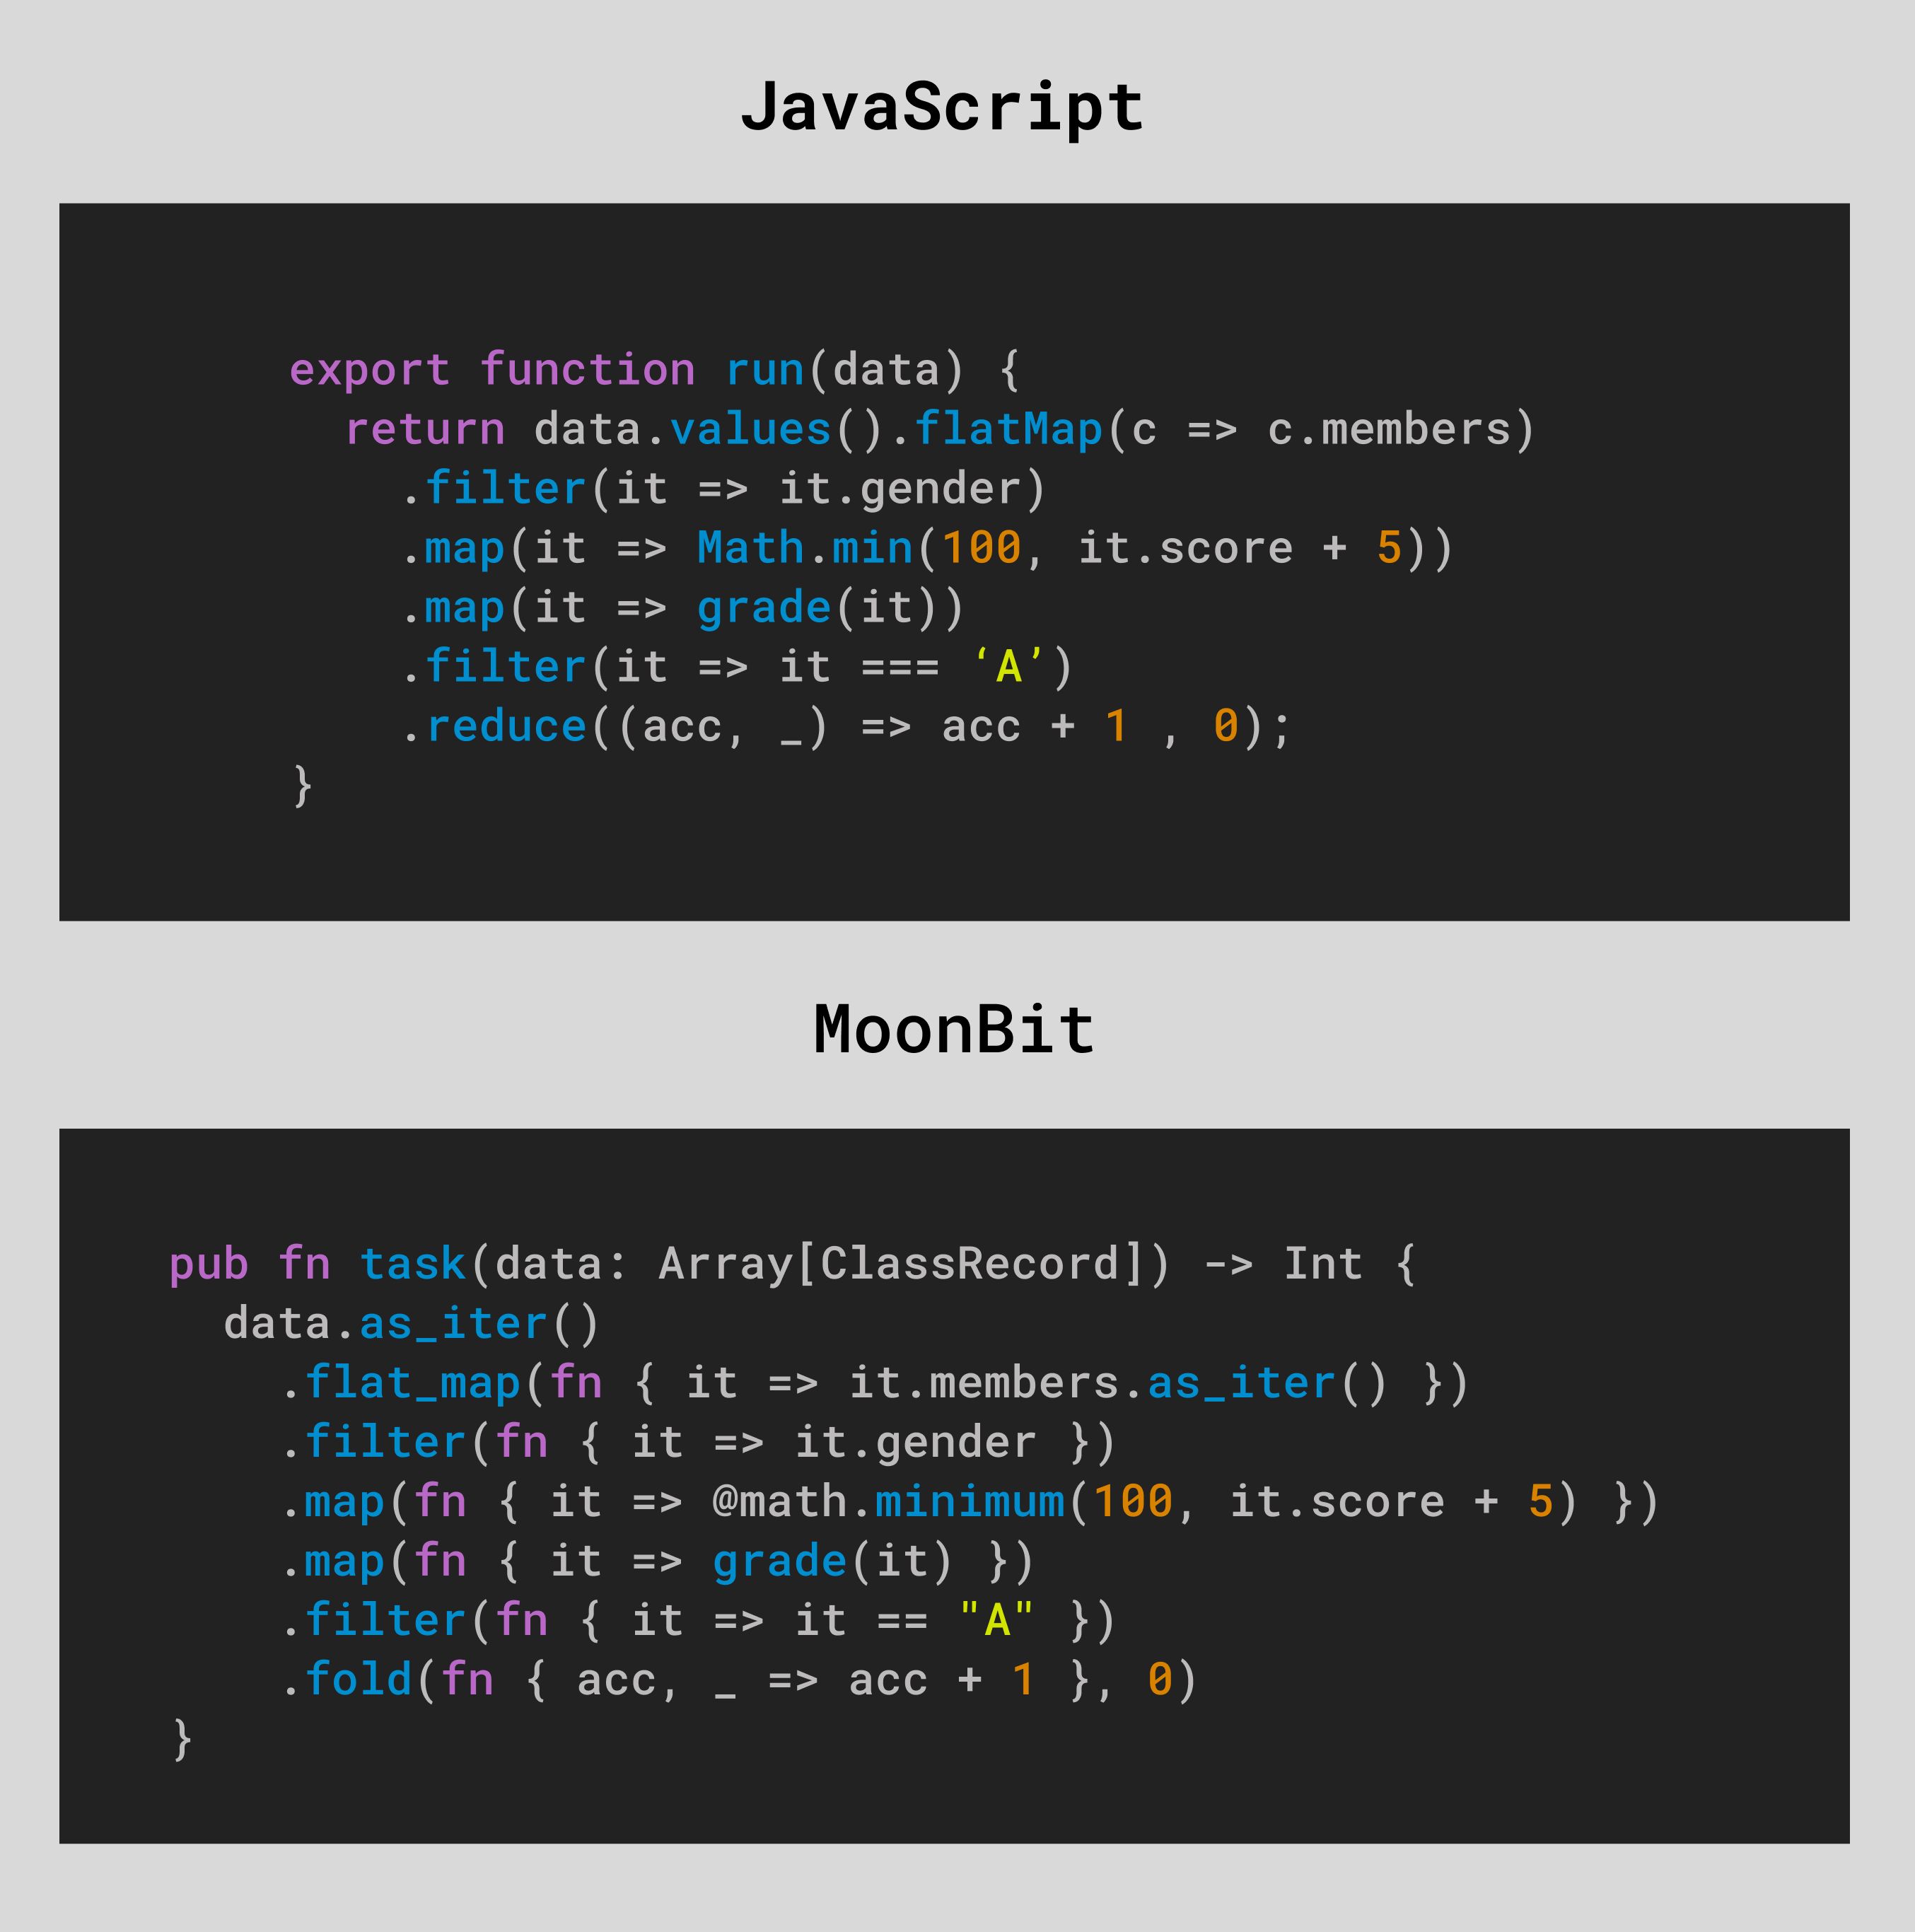 JavaScript
export function run(data) {
  return data.values().flatMap(c => c.members)
    .filter(it => it.gender)
    .map(it => Math.min(100, it.score + 5))
    .map(it => grade(it))
    .filter(it => it === ‘A’)
    .reduce((acc, _) => acc + 1 , 0);
}
MoonBit
pub fn task(data: Array[ClassRecord]) -> Int {
  data.as_iter()
    .flat_map(fn { it => it.members.as_iter() })
    .filter(fn { it => it.gender })
    .map(fn { it => @math.minimum(100, it.score + 5) })
    .map(fn { it => grade(it) })
    .filter(fn { it => it == "A" })
    .fold(fn { acc, _ => acc + 1 }, 0)
}